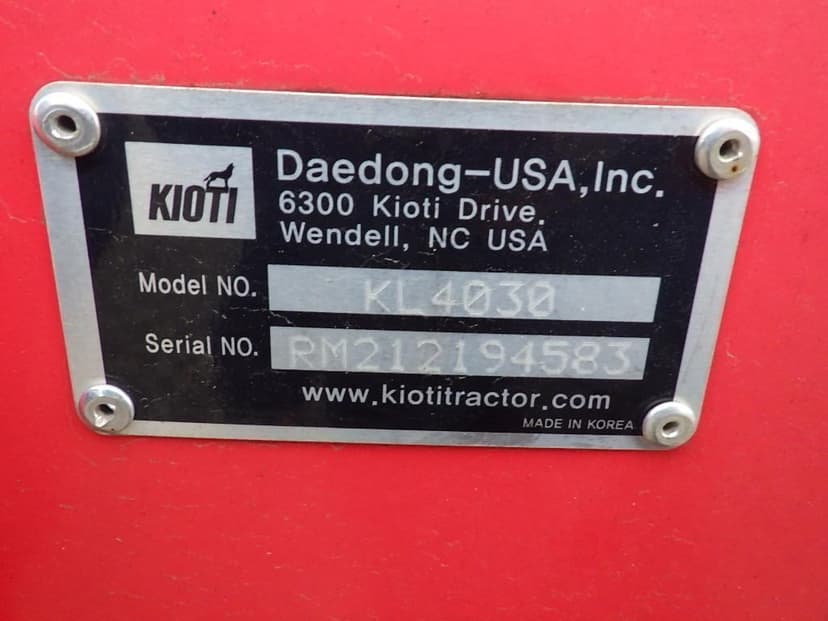 KIOTI
Daedong-USA,Inc.
6300 Kioti Drive.
Wendell, NC USA
Model NO. KL4030
Serial NO. RM212194583
www.kiotitractor.com
MADE IN KOREA